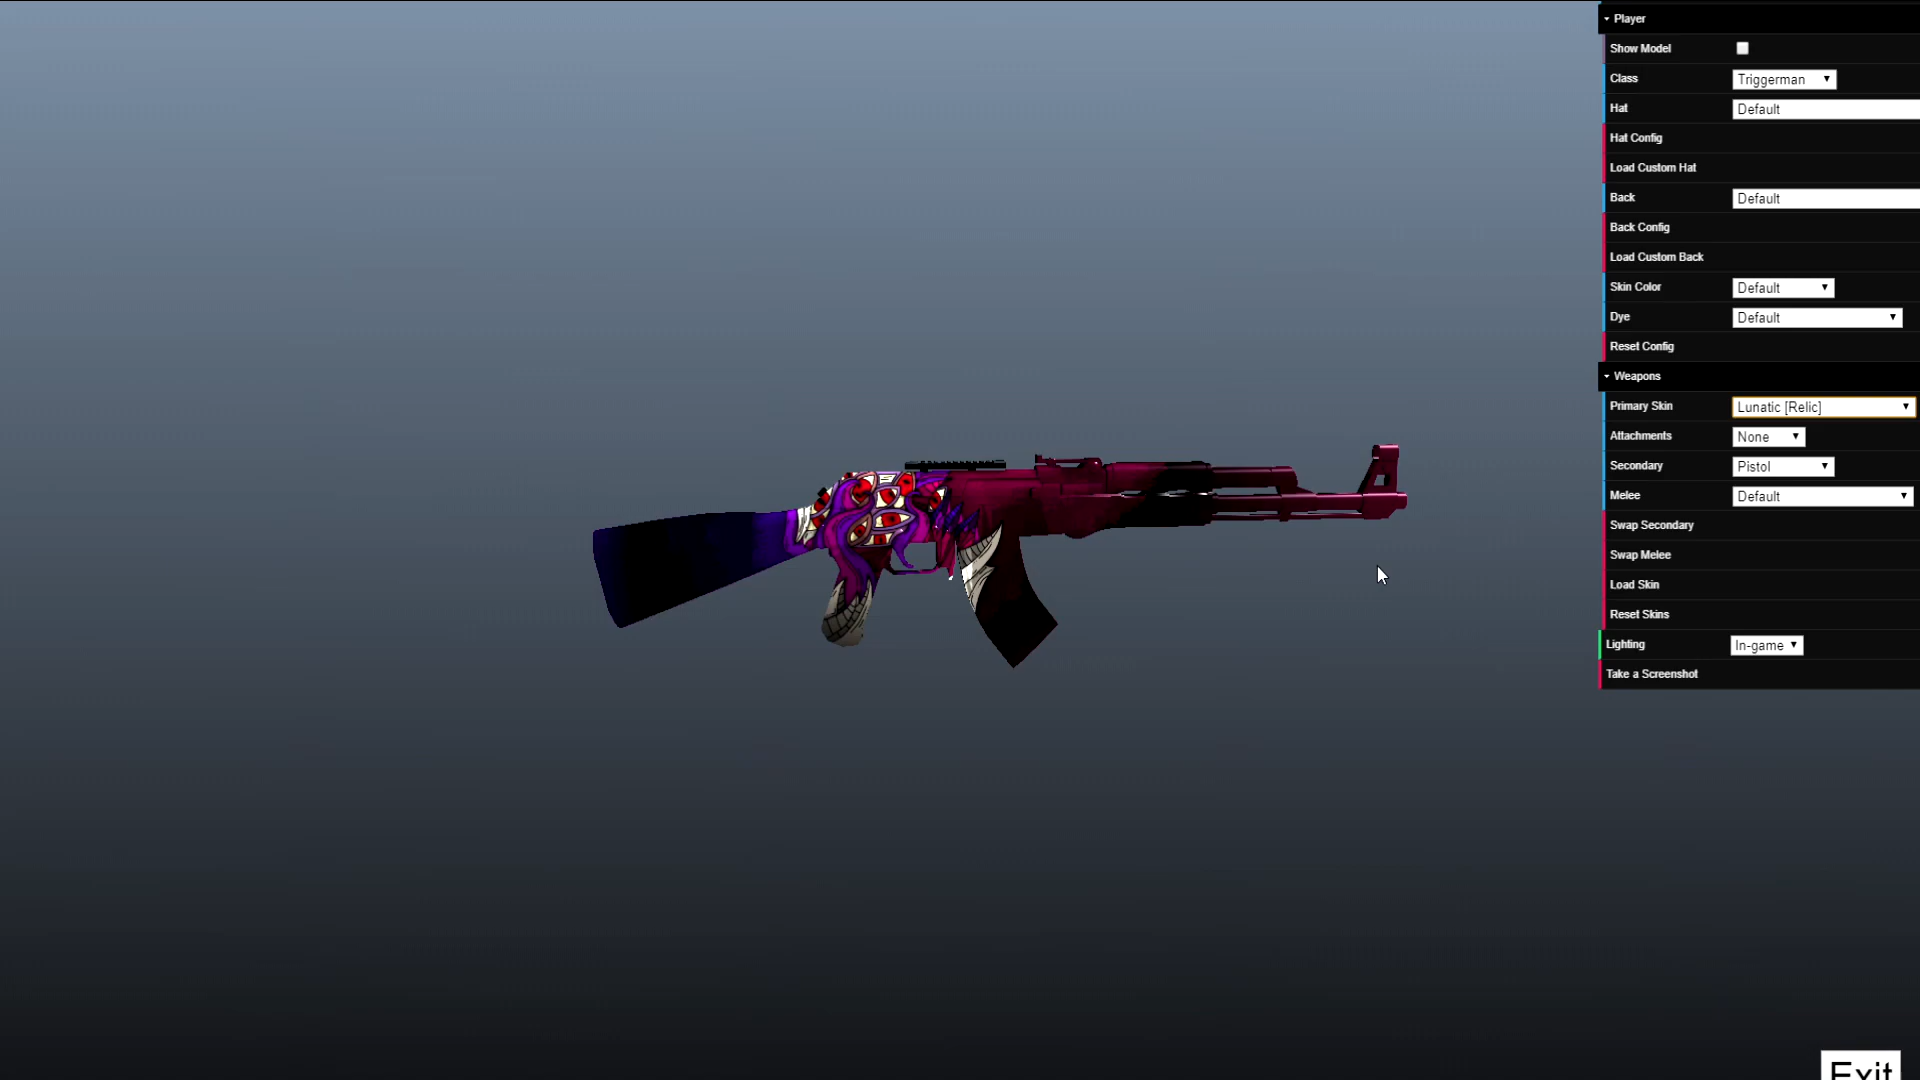 Player
Show Model
Class Triggerman
Hat Default
Hat Config
Load Custom Hat
Back Default
Back Config
Load Custom Back
Skin Color Default
Dye Default
Reset Config
Weapons
Primary Skin Lunatic [Relic]
Attachments None
Secondary Pistol
Melee Default
Swap Secondary
Swap Melee
Load Skin
Reset Skins
Lighting In-game
Take a Screenshot
Exit